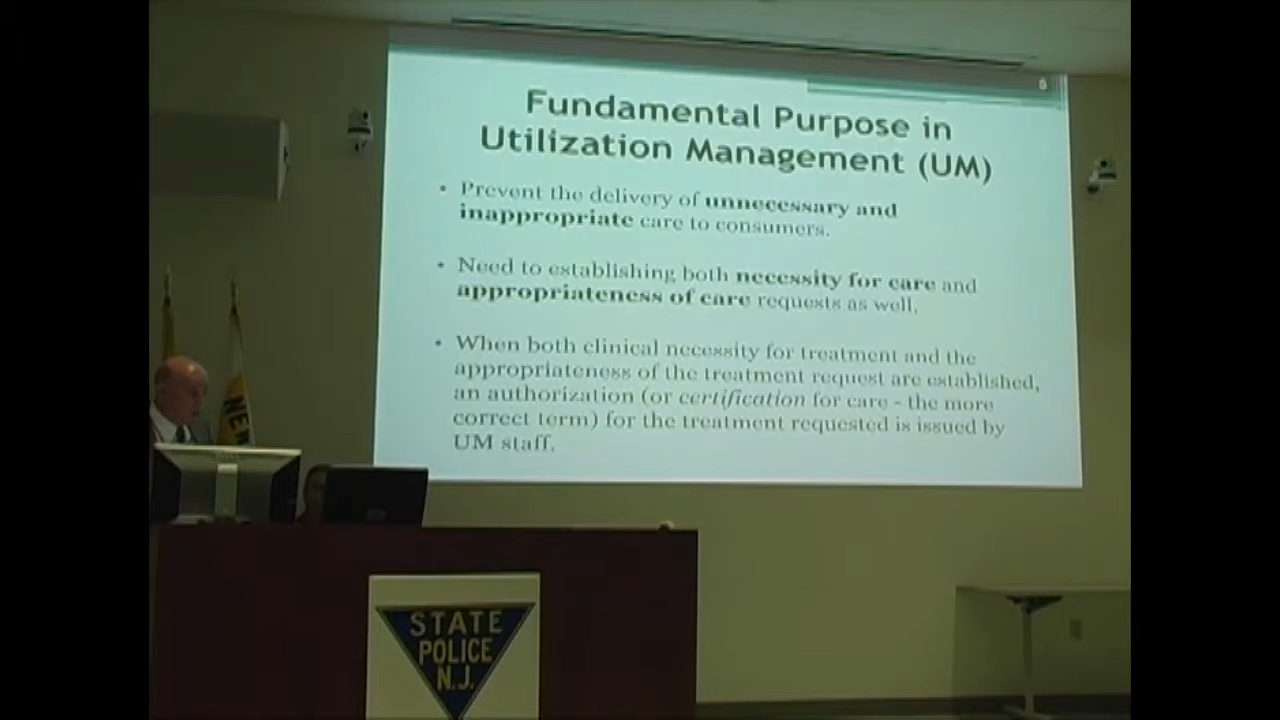 6
Fundamental Purpose in
Utilization Management (UM)
• Prevent the delivery of unnecessary and
inappropriate care to consumers.
• Need to establishing both necessity for care and
appropriateness of care requests as well.
• When both clinical necessity for treatment and the
appropriateness of the treatment request are established,
an authorization (or certification for care - the more
correct term) for the treatment requested is issued by
UM staff.
NEW
STATE
POLICE
N.J.